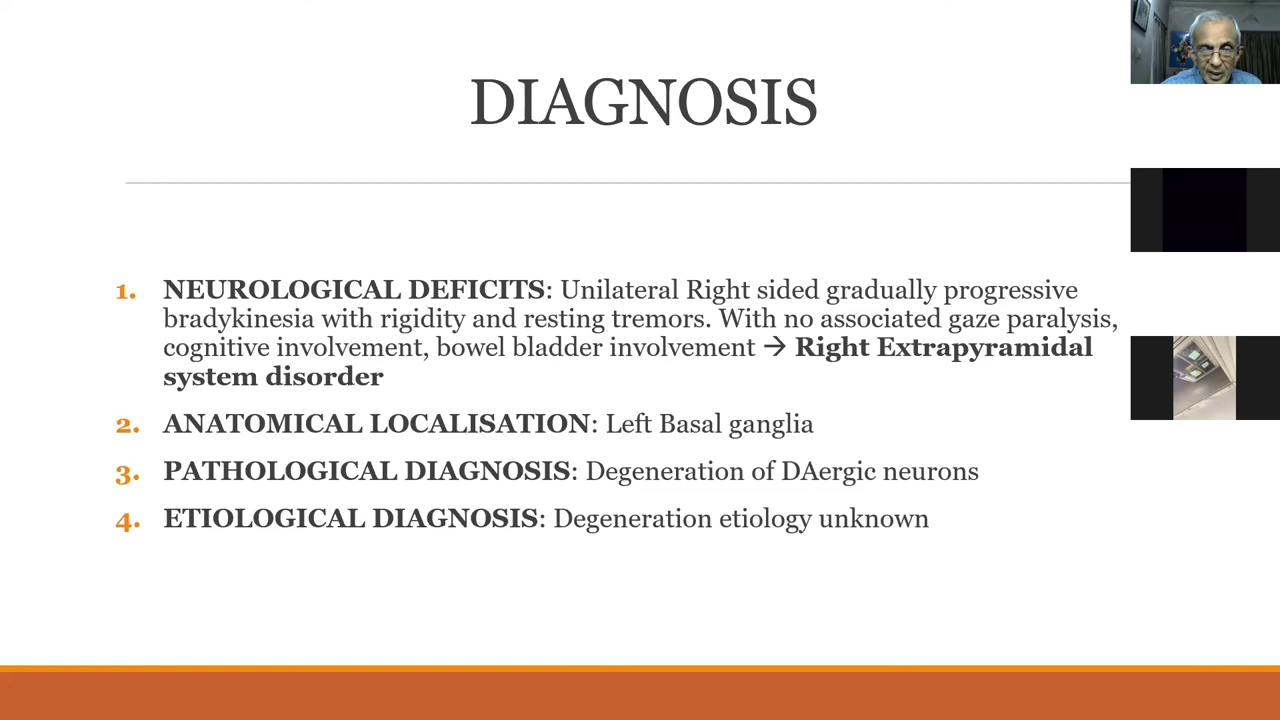 DIAGNOSIS
1. NEUROLOGICAL DEFICITS: Unilateral Right sided gradually progressive
bradykinesia with rigidity and resting tremors. With no associated gaze paralysis,
cognitive involvement, bowel bladder involvement → Right Extrapyramidal
system disorder
2. ANATOMICAL LOCALISATION: Left Basal ganglia
3. PATHOLOGICAL DIAGNOSIS: Degeneration of DAergic neurons
4. ETIOLOGICAL DIAGNOSIS: Degeneration etiology unknown